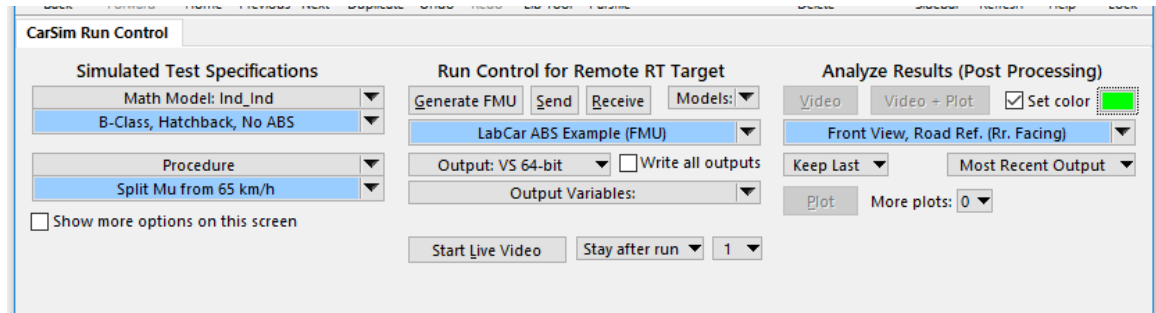 CarSim Run Control
Simulated Test Specifications
Math Model: Ind_Ind
B-Class, Hatchback, No ABS
Procedure
Split Mu from 65 km/h
Show more options on this screen
Run Control for Remote RT Target
Generate FMU Send Receive Models:
LabCar ABS Example (FMU)
Output: VS 64-bit Write all outputs
Output Variables:
Start Live Video Stay after run 1
Analyze Results (Post Processing)
Video Video + Plot Set color
Front View, Road Ref. (Rr. Facing)
Keep Last Most Recent Output
Plot More plots: 0